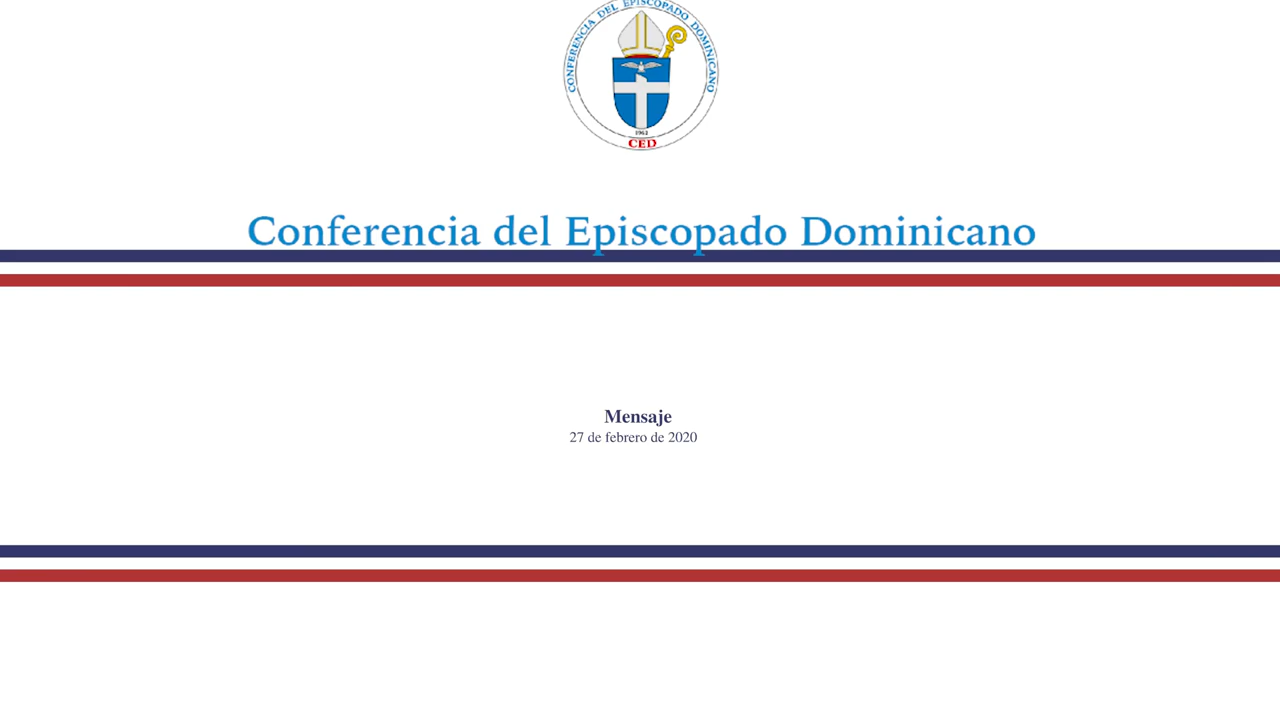 CONFERENCIA DEL EPISCOPADO DOMINICANO
1962
CED
Conferencia del Episcopado Dominicano
Mensaje
27 de febrero de 2020